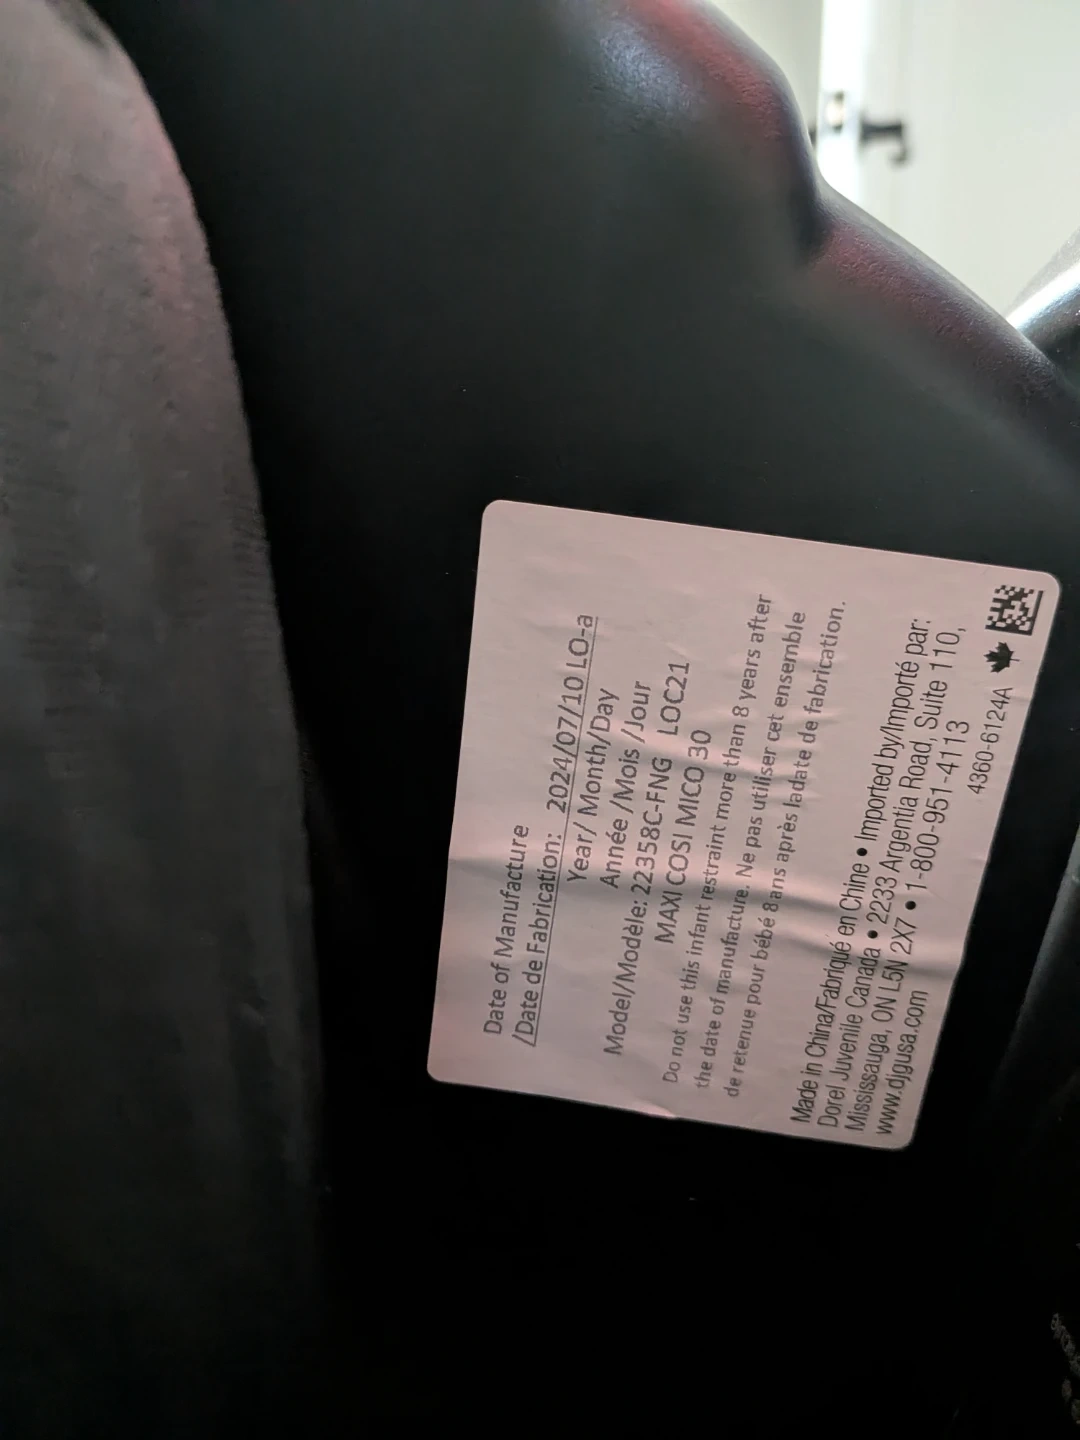 Date of Manufacture
/Date de Fabrication: 2024/07/10 LO-a
Year/ Month/Day
Année /Mois /Jour
Model/Modèle: 22358C-FNG LOC21
MAXI COSI MICO 30
Do not use this infant restraint more than 8 years after
the date of manufacture. Ne pas utiliser cet ensemble
de retenue pour bébé 8 ans après ladate de fabrication.
Made in China/Fabriqué en Chine • Imported by/Importé par:
Dorel Juvenile Canada • 2233 Argentia Road, Suite 110,
Mississauga, ON L5N 2X7 • 1-800-951-4113
www.djgusa.com
4360-6124A